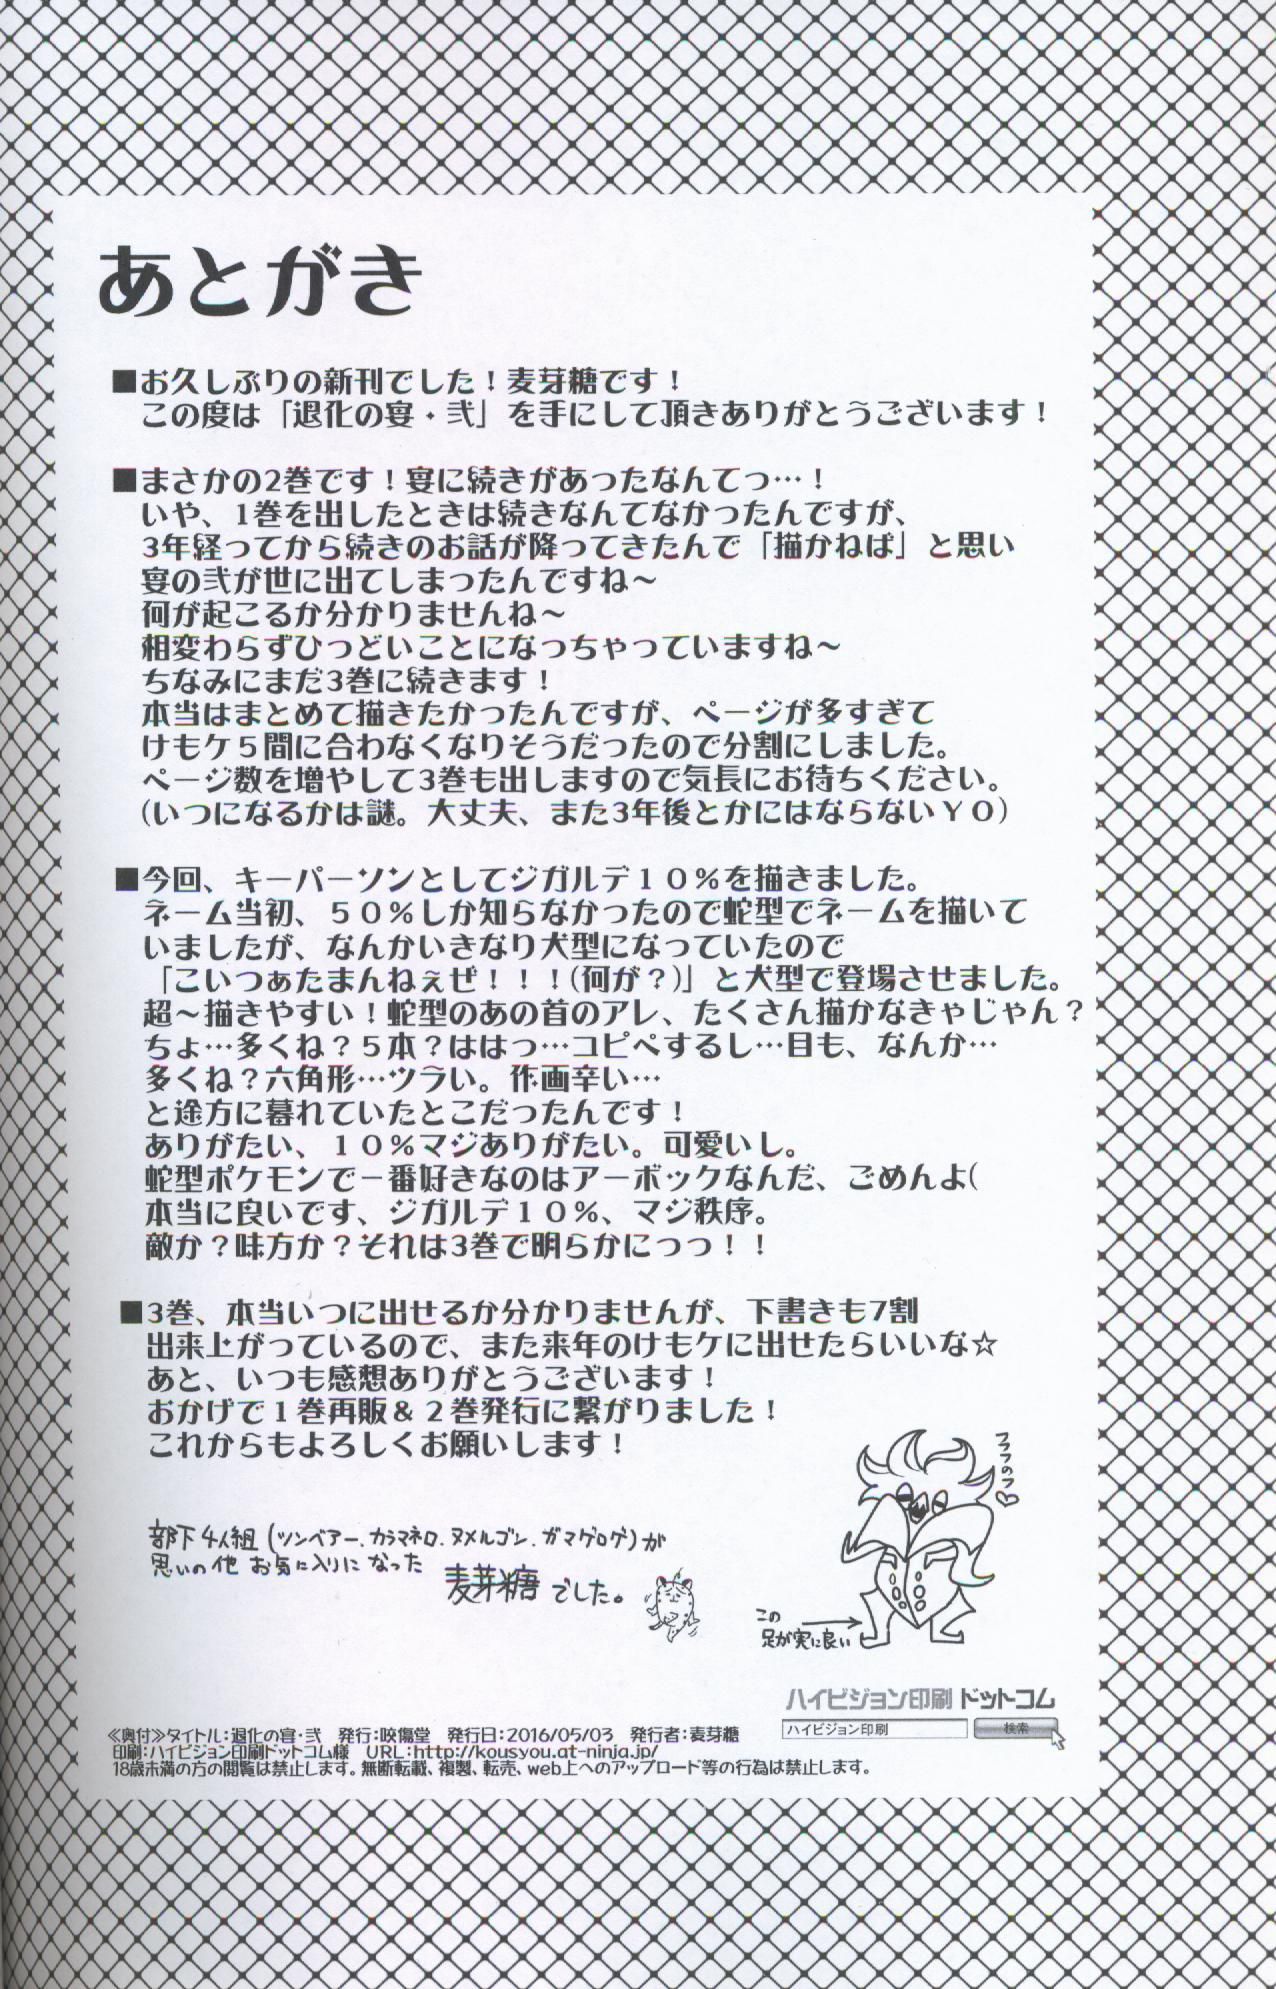 あとがき
■お久しぶりの新刊でした！麦芽糖です！
この度は「退化の宴・弐」を手にして頂きありがとうございます！
■まさかの2巻です！宴に続きがあったなんてっ…！
いや、1巻を出したときは続きなんてなかったんですが、
3年経ってから続きのお話が降ってきたんで「描かねば」と思い
宴の弐が世に出てしまったんですね～
何が起こるか分かりませんね～
相変わらずひっどいことになっちゃっていますね～
ちなみにまだ3巻に続きます！
本当はまとめて描きたかったんですが、ページが多すぎて
けもケ５間に合わなくなりそうだったので分割にしました。
ページ数を増やして3巻も出しますので気長にお待ちください。
(いつになるかは謎。大丈夫、また3年後とかにはならないＹＯ)
■今回、キーパーソンとしてジガルデ１０％を描きました。
ネーム当初、５０％しか知らなかったので蛇型でネームを描いて
いましたが、なんかいきなり犬型になっていたので
「こいつぁたまんねぇぜ！！！(何が？)」と犬型で登場させました。
超～描きやすい！蛇型のあの首のアレ、たくさん描かなきゃじゃん？
ちょ…多くね？５本？ははっ…コピペするし…目も、なんか…
多くね？六角形…ツラい。作画辛い…
と途方に暮れていたとこだったんです！
ありがたい、１０％マジありがたい。可愛いし。
蛇型ポケモンで一番好きなのはアーボックなんだ、ごめんよ(
本当に良いです、ジガルデ１０％、マジ秩序。
敵か？味方か？それは3巻で明らかにっっ！！
■3巻、本当いつに出せるか分かりませんが、下書きも7割
出来上がっているので、また来年のけもケに出せたらいいな☆
あと、いつも感想ありがとうございます！
おかげで１巻再販＆２巻発行に繋がりました！
これからもよろしくお願いします！
フフフのフ♡
部下4人組(ツンベアー、カラマネロ、ヌメルゴン、ガマゲロゲ)が
思いの他お気に入りになった
麦芽糖でした。
この
足が実に良い
ハイビジョン印刷ドットコム
ハイビジョン印刷 検索
≪奥付≫タイトル：退化の宴・弐 発行：映傷堂 発行日：2016/05/03 発行者：麦芽糖
印刷：ハイビジョン印刷ドットコム様 URL：http://kousyou.at-ninja.jp/
18歳未満の方の閲覧は禁止します。無断転載、複製、転売、web上へのアップロード等の行為は禁止します。